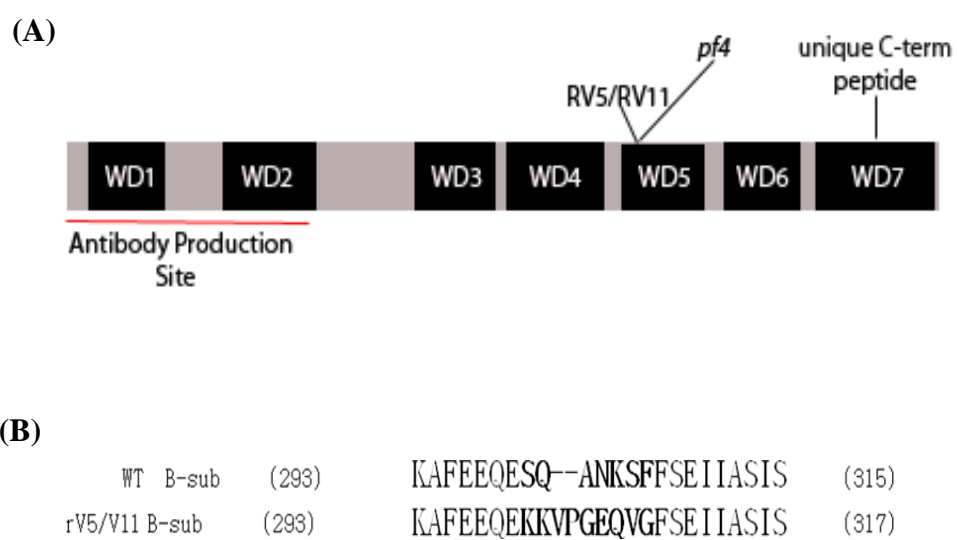 (A)
pf4
unique C-term
peptide
RV5/RV11
WD1 WD2 WD3 WD4 WD5 WD6 WD7
Antibody Production
Site
(B)
WT B-sub (293) KAFEEQESQ--ANKSFFSEIIASIS (315)
rV5/V11 B-sub (293) KAFEEQEKKVPGEQVGFSEIIASIS (317)